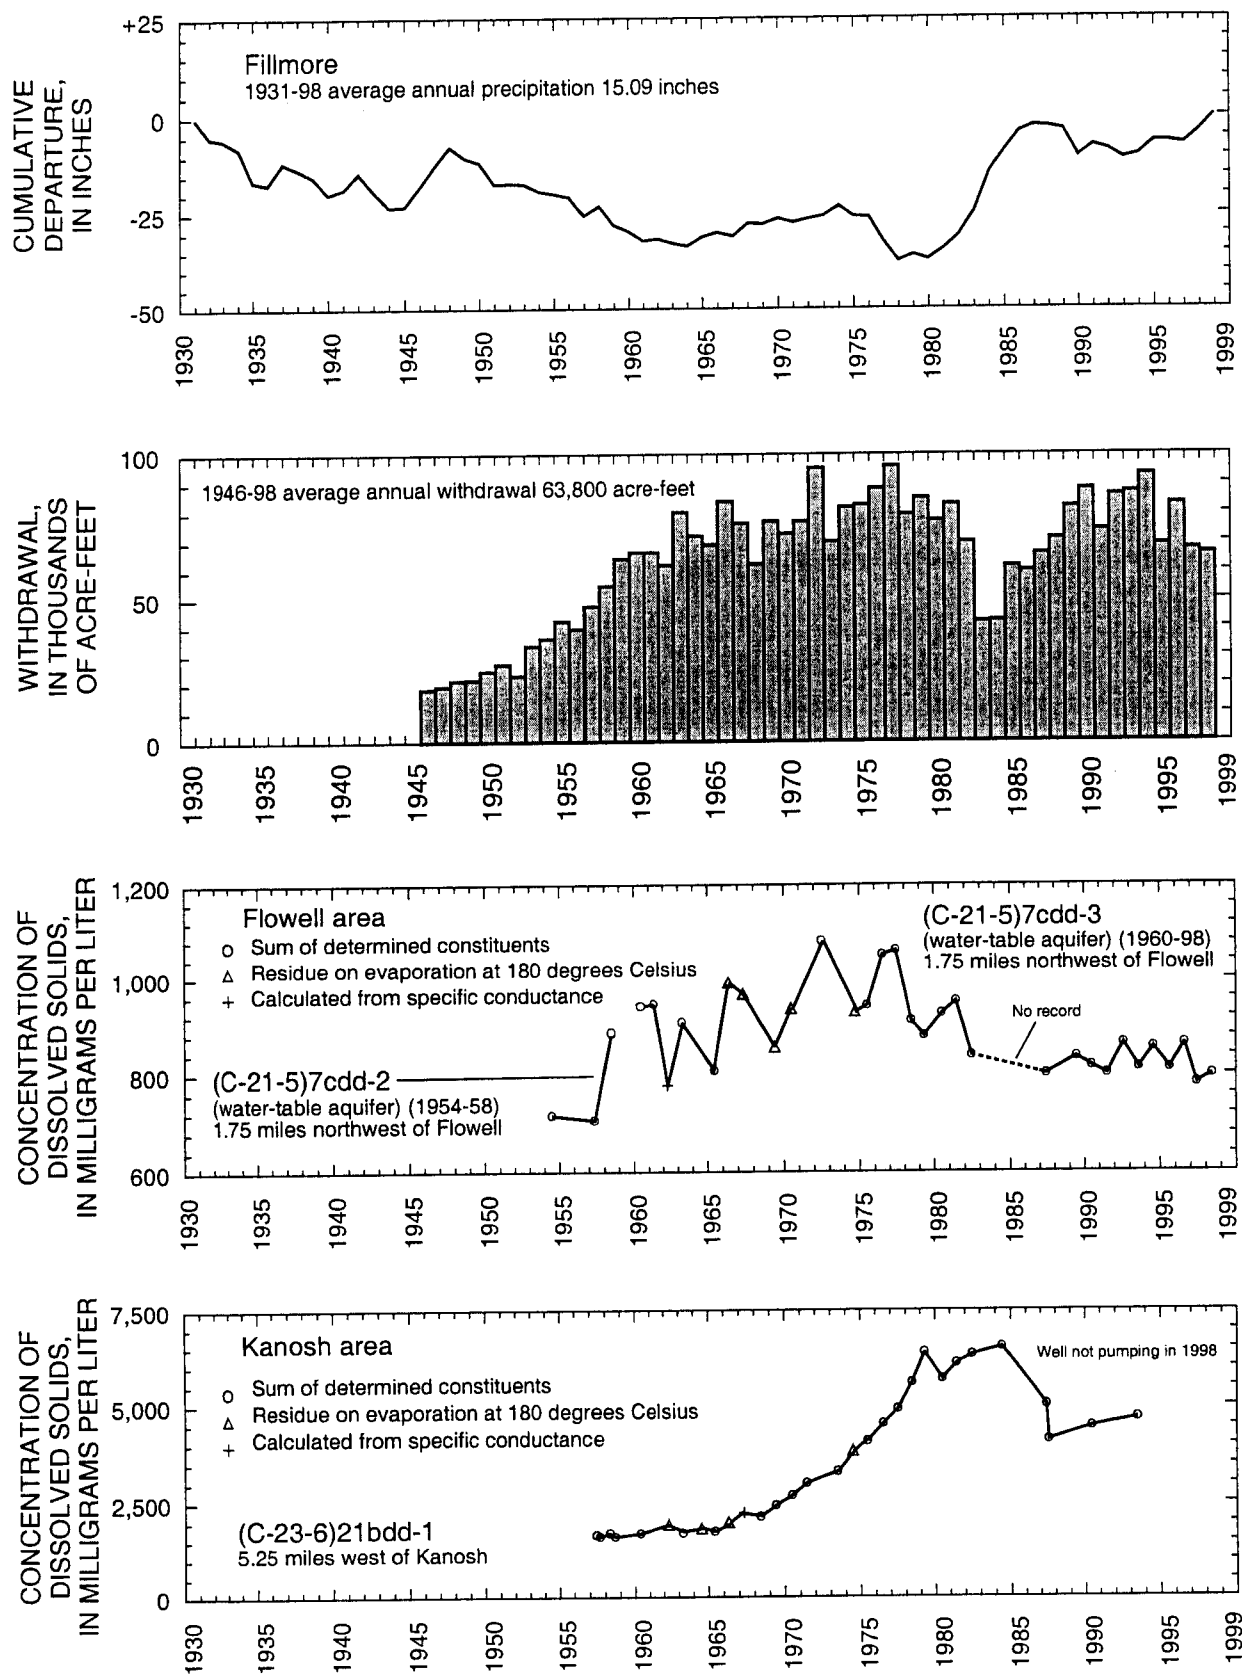 CUMULATIVE
DEPARTURE,
IN INCHES
+25
0
-25
-50
Fillmore
1931-98 average annual precipitation 15.09 inches
1930
1935
1940
1945
1950
1955
1960
1965
1970
1975
1980
1985
1990
1995
1999
WITHDRAWAL,
IN THOUSANDS
OF ACRE-FEET
100
50
0
1946-98 average annual withdrawal 63,800 acre-feet
1930
1935
1940
1945
1950
1955
1960
1965
1970
1975
1980
1985
1990
1995
1999
CONCENTRATION OF
DISSOLVED SOLIDS,
IN MILLIGRAMS PER LITER
1,200
1,000
800
600
Flowell area
Sum of determined constituents
Residue on evaporation at 180 degrees Celsius
Calculated from specific conductance
(C-21-5)7cdd-2
(water-table aquifer) (1954-58)
1.75 miles northwest of Flowell
(C-21-5)7cdd-3
(water-table aquifer) (1960-98)
1.75 miles northwest of Flowell
No record
1930
1935
1940
1945
1950
1955
1960
1965
1970
1975
1980
1985
1990
1995
1999
CONCENTRATION OF
DISSOLVED SOLIDS,
IN MILLIGRAMS PER LITER
7,500
5,000
2,500
0
Kanosh area
Sum of determined constituents
Residue on evaporation at 180 degrees Celsius
Calculated from specific conductance
(C-23-6)21bdd-1
5.25 miles west of Kanosh
Well not pumping in 1998
1930
1935
1940
1945
1950
1955
1960
1965
1970
1975
1980
1985
1990
1995
1999